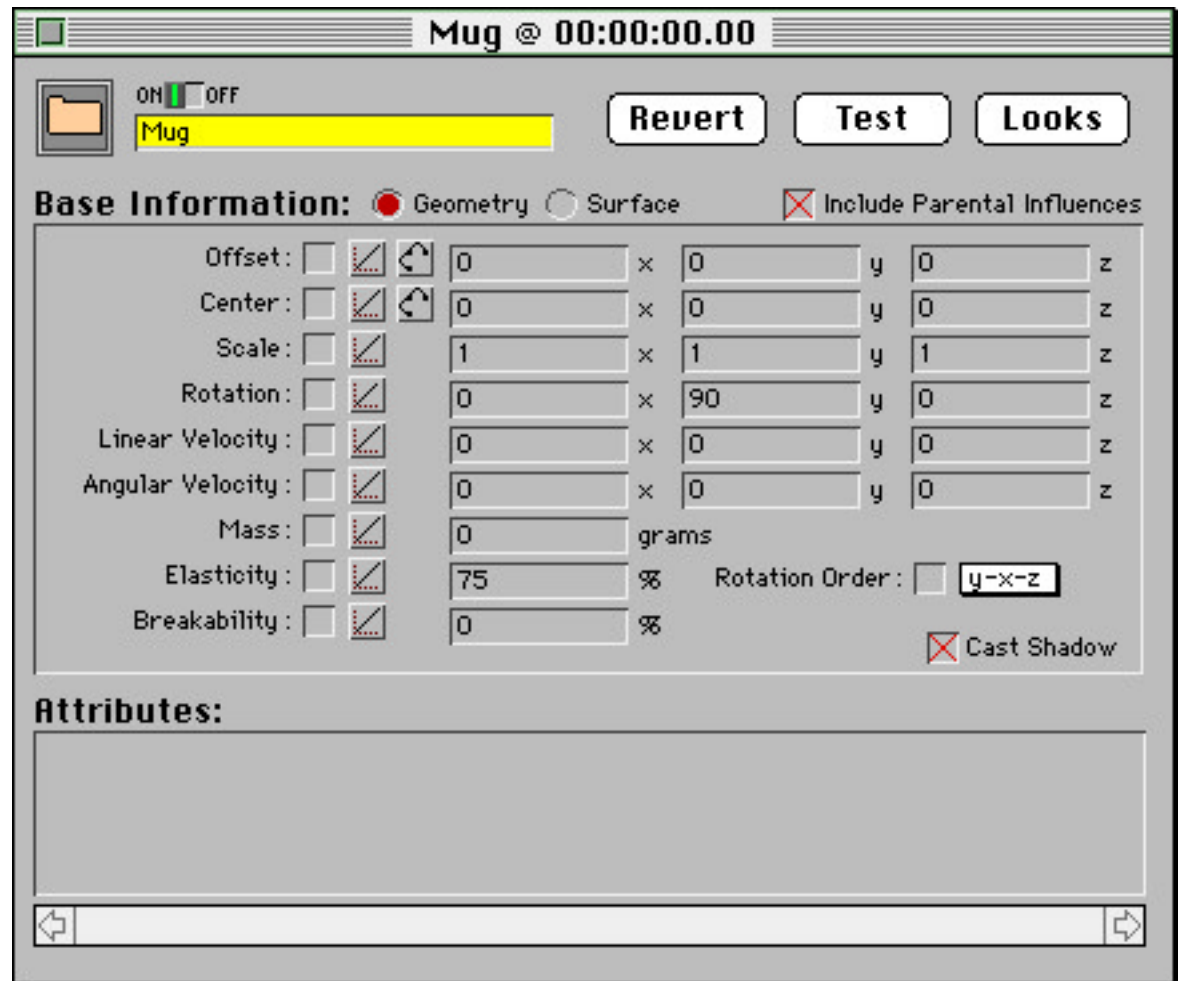 Mug @ 00:00:00.00
ON OFF
Mug
Revert Test Looks
Base Information: Geometry Surface Include Parental Influences
Offset: 0 x 0 y 0 z
Center: 0 x 0 y 0 z
Scale: 1 x 1 y 1 z
Rotation: 0 x 90 y 0 z
Linear Velocity: 0 x 0 y 0 z
Angular Velocity: 0 x 0 y 0 z
Mass: 0 grams
Elasticity: 75 % Rotation Order: y-x-z
Breakability: 0 %
Cast Shadow
Attributes: